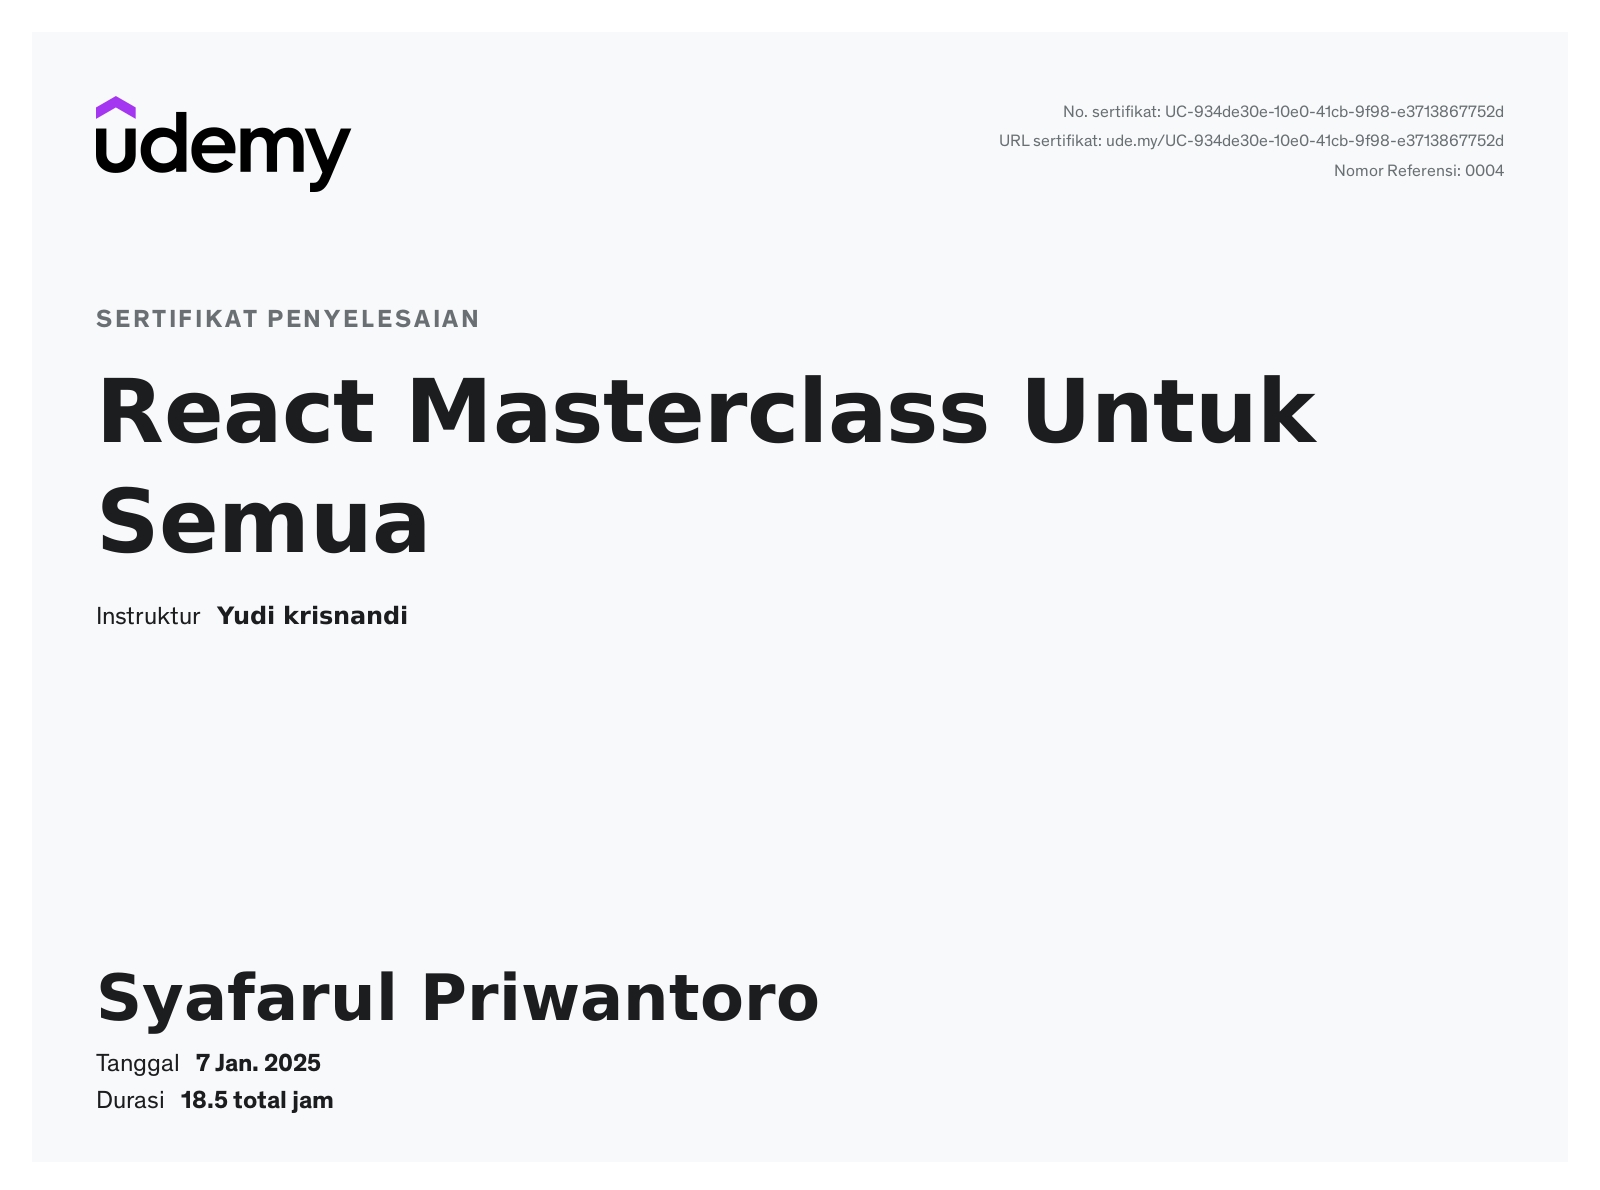 udemy
No. sertifikat: UC-934de30e-10e0-41cb-9f98-e3713867752d
URL sertifikat: ude.my/UC-934de30e-10e0-41cb-9f98-e3713867752d
Nomor Referensi: 0004
SERTIFIKAT PENYELESAIAN
React Masterclass Untuk
Semua
Instruktur Yudi krisnandi
Syafarul Priwantoro
Tanggal 7 Jan. 2025
Durasi 18.5 total jam